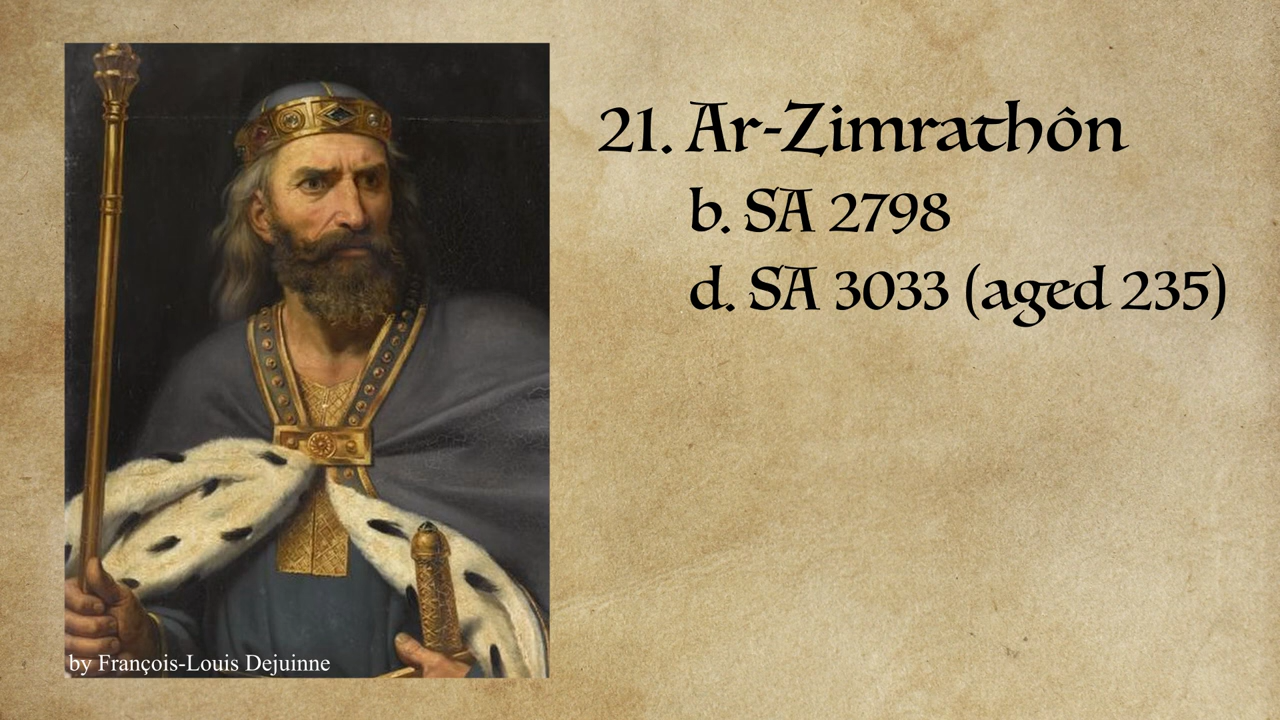 21. Ar-Zimrathôn
b. SA 2798
d. SA 3033 (aged 235)
by François-Louis Dejuinne